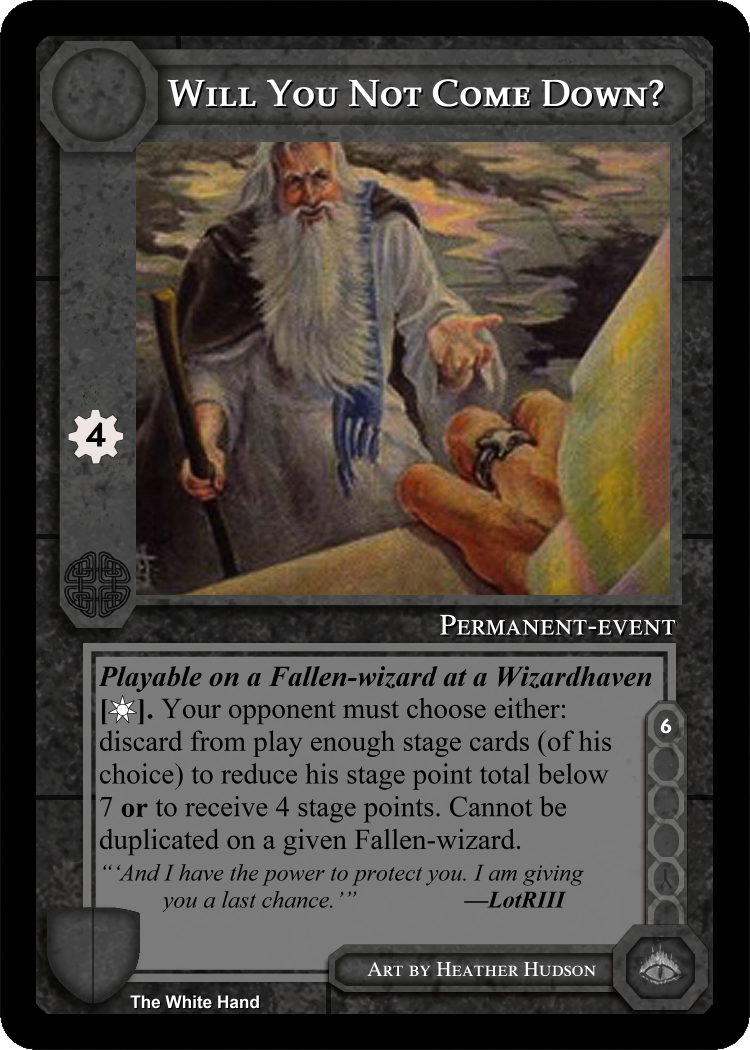 Will You Not Come Down?
4
Permanent-event
Playable on a Fallen-wizard at a Wizardhaven
[ ]. Your opponent must choose either:
discard from play enough stage cards (of his
choice) to reduce his stage point total below
7 or to receive 4 stage points. Cannot be
duplicated on a given Fallen-wizard.
6
“‘And I have the power to protect you. I am giving
you a last chance.’” —LotRIII
Art by Heather Hudson
The White Hand